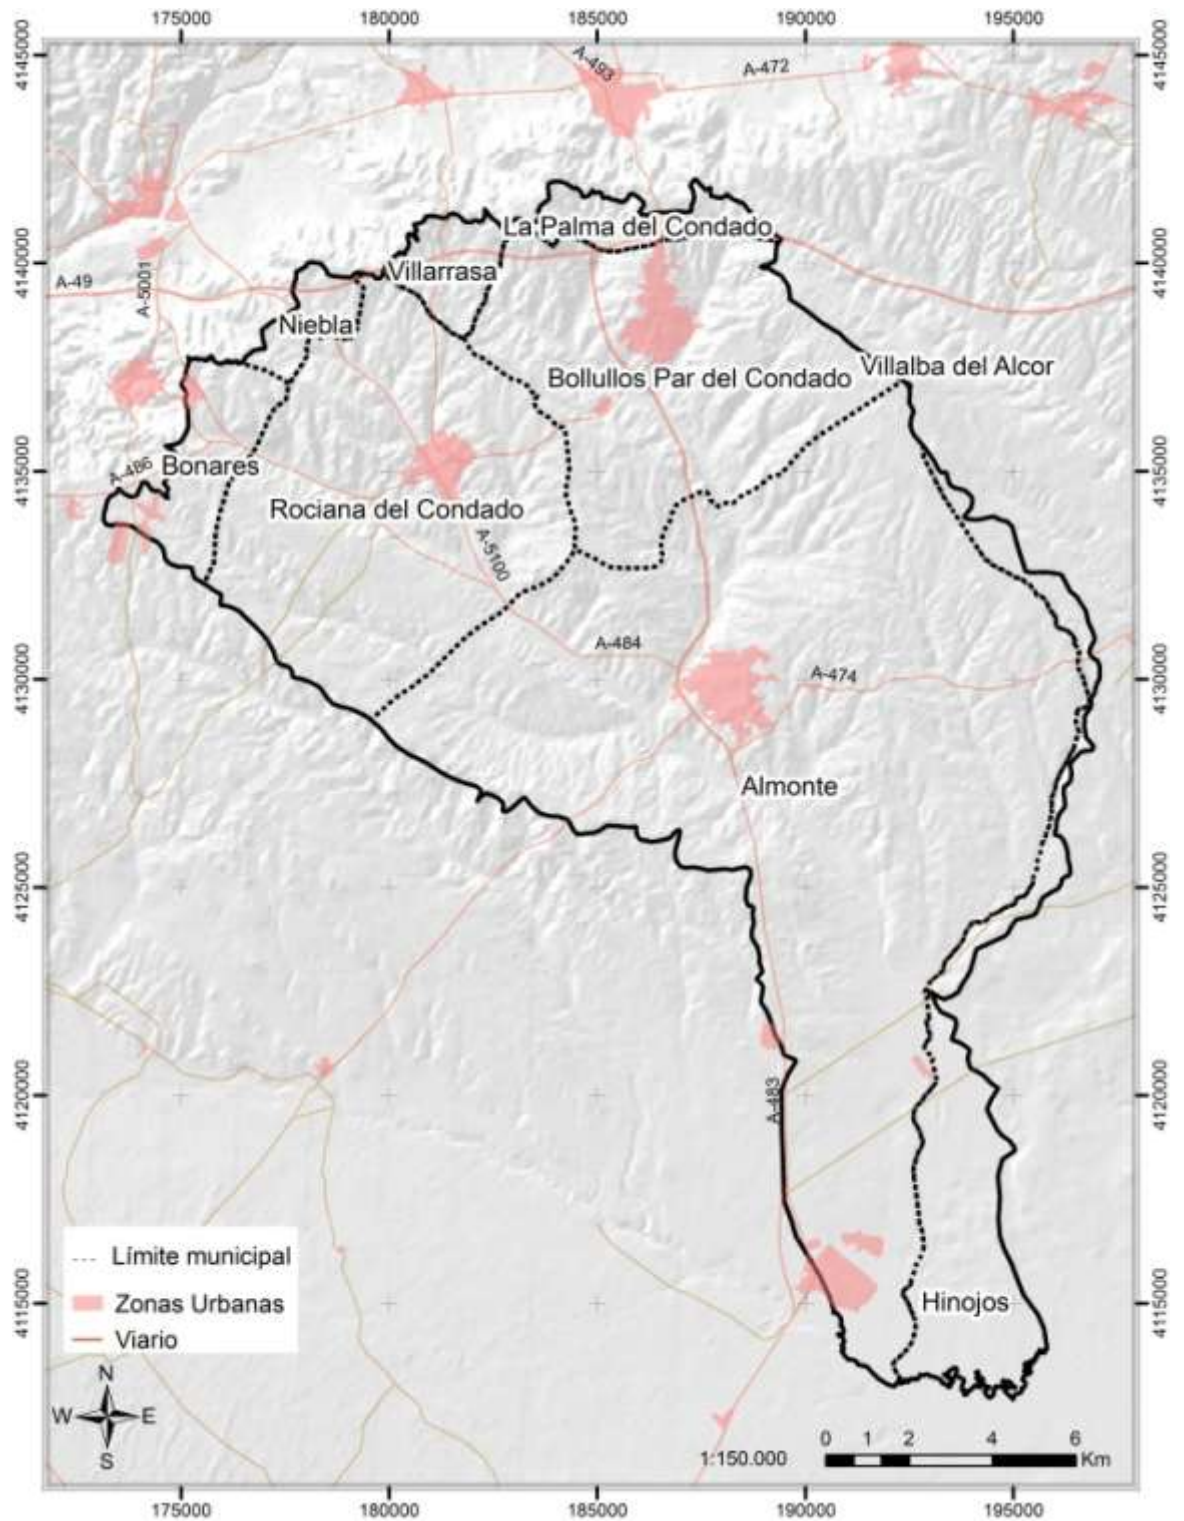 175000 180000 185000 190000 195000
4145000 4145000
A-493
A-472
La Palma del Condado
4140000 4140000
Villarrasa
A-49
A-5001
Niebla
Villalba del Alcor
Bollullos Par del Condado
4135000 4135000
A-486
Bonares
Rociana del Condado
A-5100
A-484
A-474
4130000 4130000
Almonte
4125000 4125000
4120000 4120000
A-483
Límite municipal
Zonas Urbanas
Viario
4115000 4115000
Hinojos
N
W E
S
1:150.000
0 1 2 4 6
Km
175000 180000 185000 190000 195000